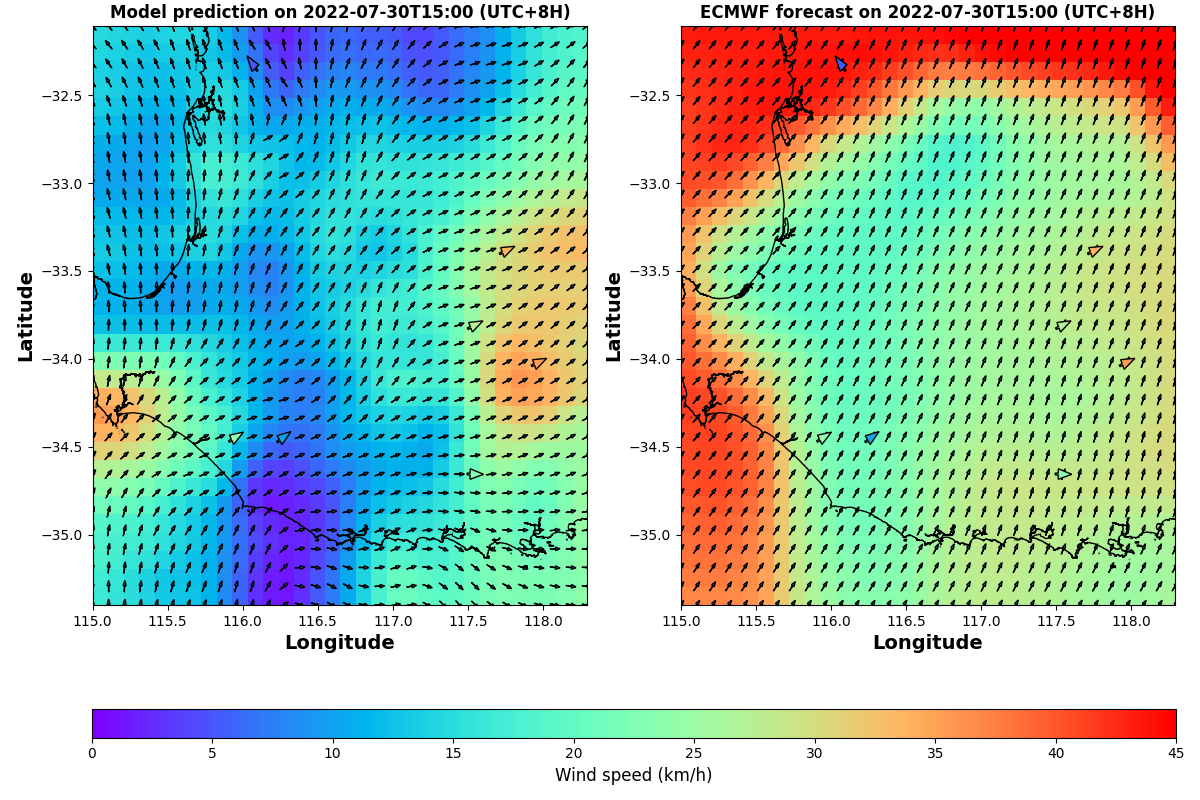 Model prediction on 2022-07-30T15:00 (UTC+8H)
ECMWF forecast on 2022-07-30T15:00 (UTC+8H)
Latitude
−32.5
−33.0
−33.5
−34.0
−34.5
−35.0
115.0 115.5 116.0 116.5 117.0 117.5 118.0
Longitude
Latitude
−32.5
−33.0
−33.5
−34.0
−34.5
−35.0
115.0 115.5 116.0 116.5 117.0 117.5 118.0
Longitude
0 5 10 15 20 25 30 35 40 45
Wind speed (km/h)